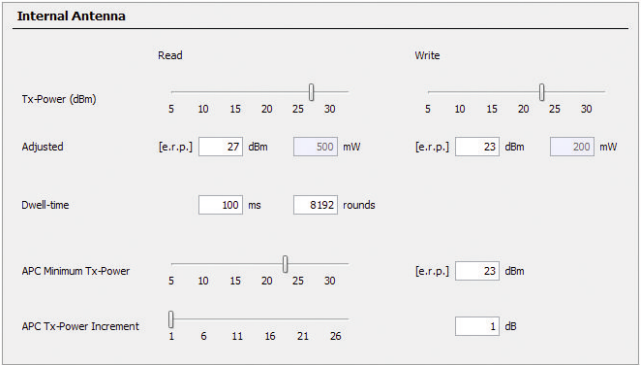 Internal Antenna
Read Write
Tx-Power (dBm)
5 10 15 20 25 30 5 10 15 20 25 30
Adjusted [e.r.p.] 27 dBm 500 mW [e.r.p.] 23 dBm 200 mW
Dwell-time 100 ms 8192 rounds
APC Minimum Tx-Power [e.r.p.] 23 dBm
5 10 15 20 25 30
APC Tx-Power Increment 1 dB
1 6 11 16 21 26